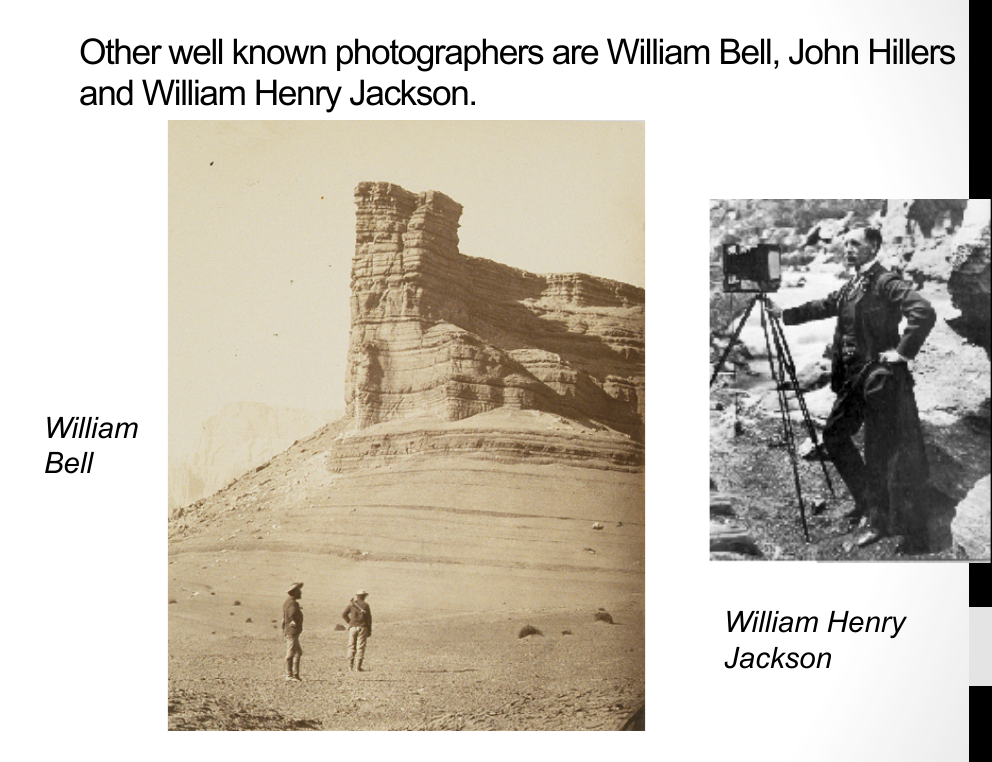 Other well known photographers are William Bell, John Hillers
and William Henry Jackson.
William
Bell
William Henry
Jackson